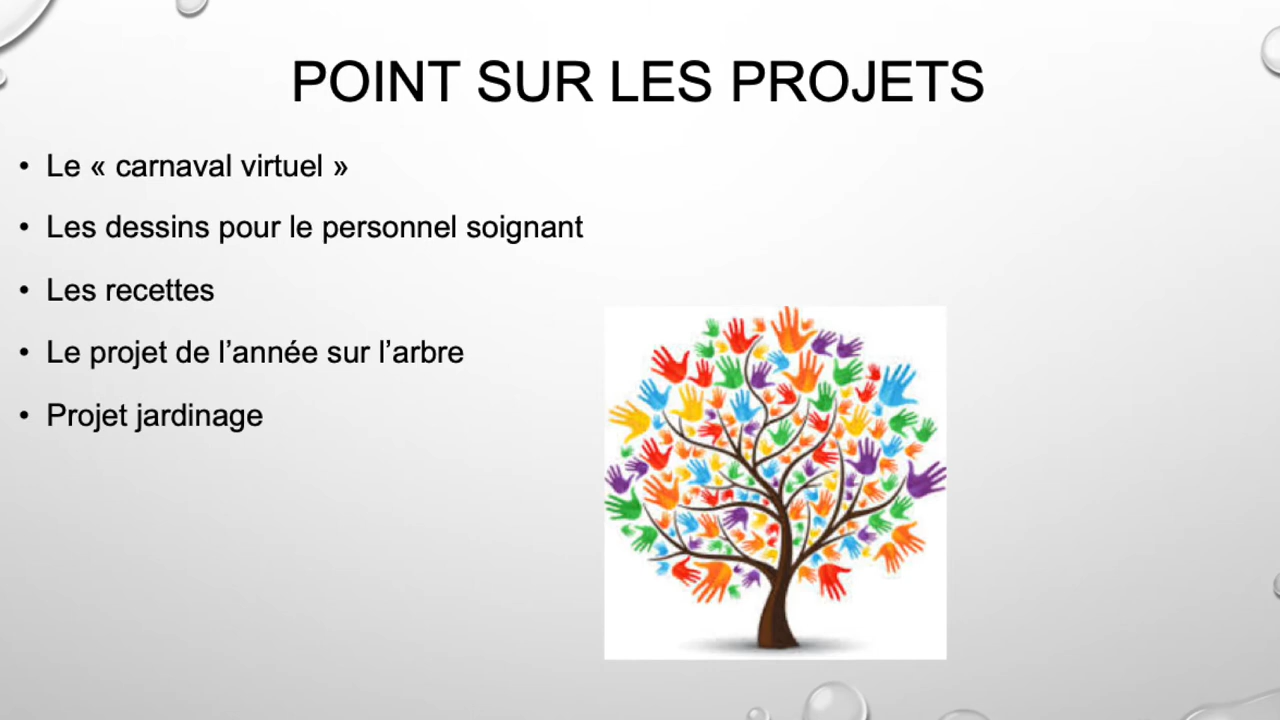 POINT SUR LES PROJETS
• Le « carnaval virtuel »
• Les dessins pour le personnel soignant
• Les recettes
• Le projet de l’année sur l’arbre
• Projet jardinage